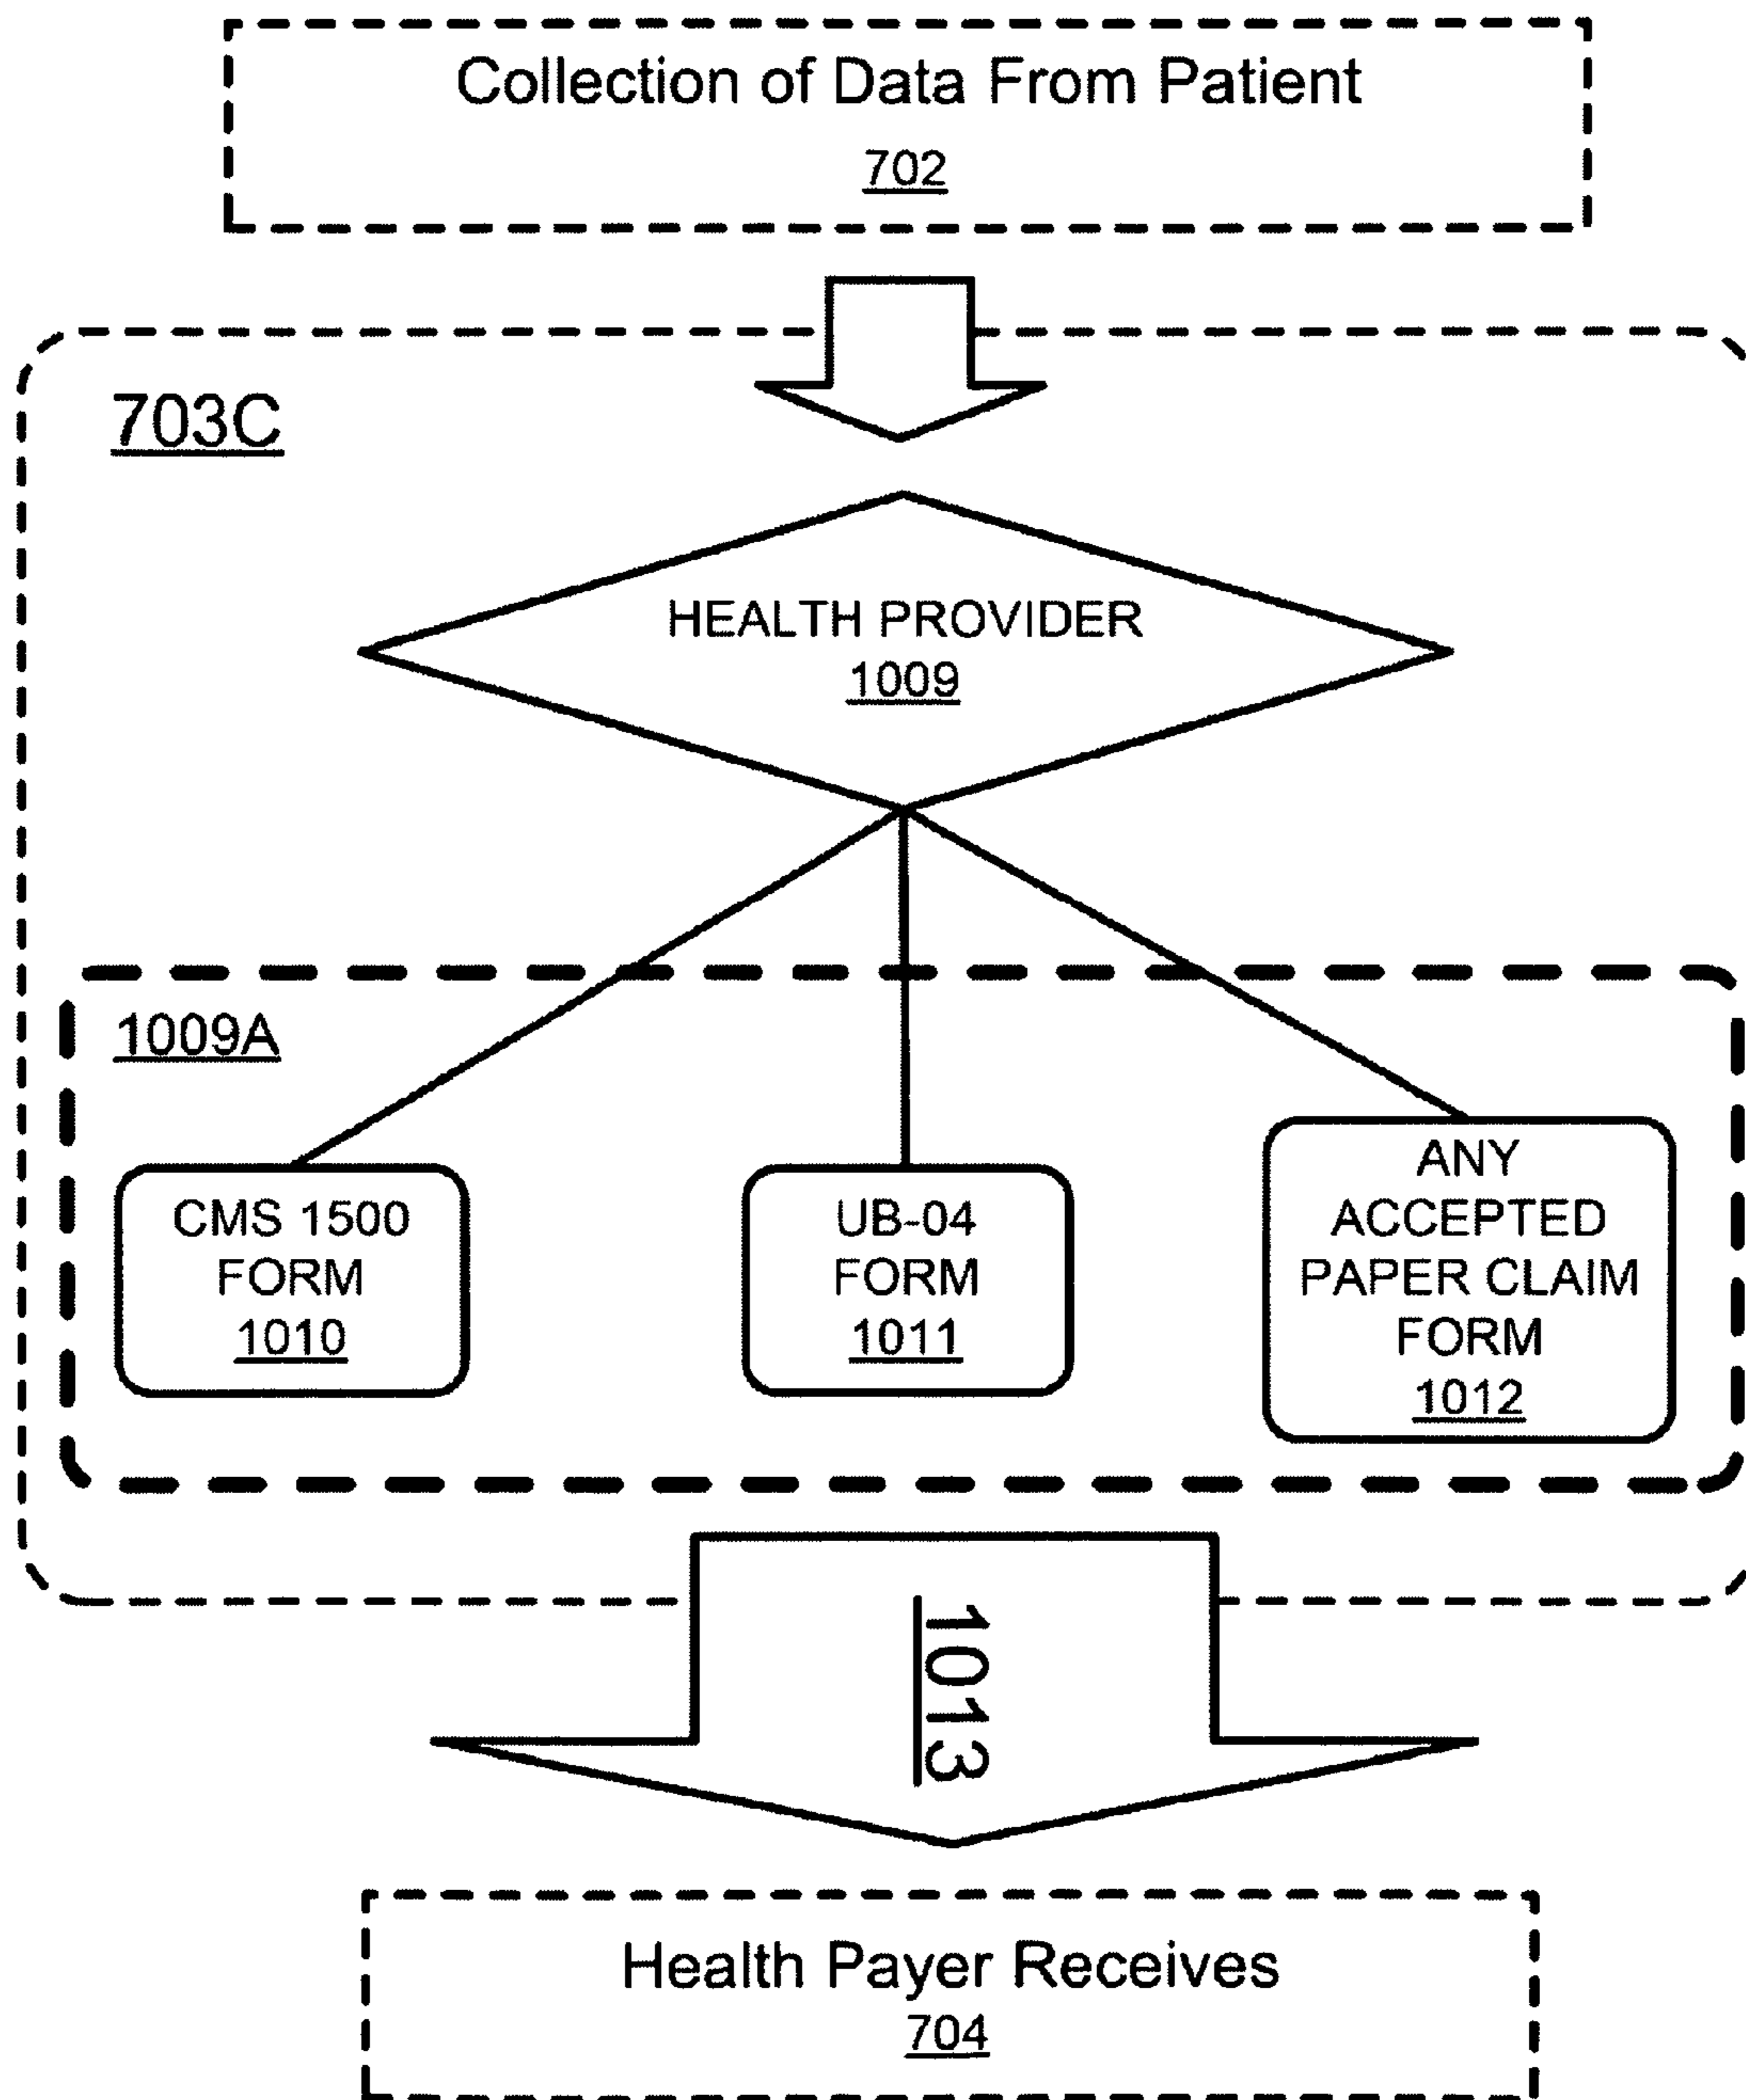 Collection of Data From Patient
702
703C
HEALTH PROVIDER
1009
1009A
CMS 1500
FORM
1010
UB-04
FORM
1011
ANY
ACCEPTED
PAPER CLAIM
FORM
1012
1013
Health Payer Receives
704